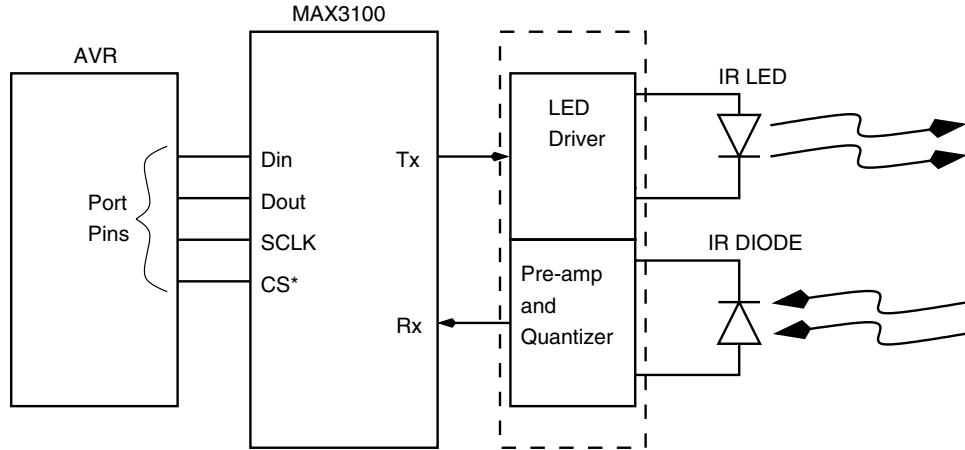 MAX3100
AVR
IR LED
LED
Driver
Din
Tx
Port
Pins
Dout
SCLK
IR DIODE
CS*
Pre-amp
and
Quantizer
Rx